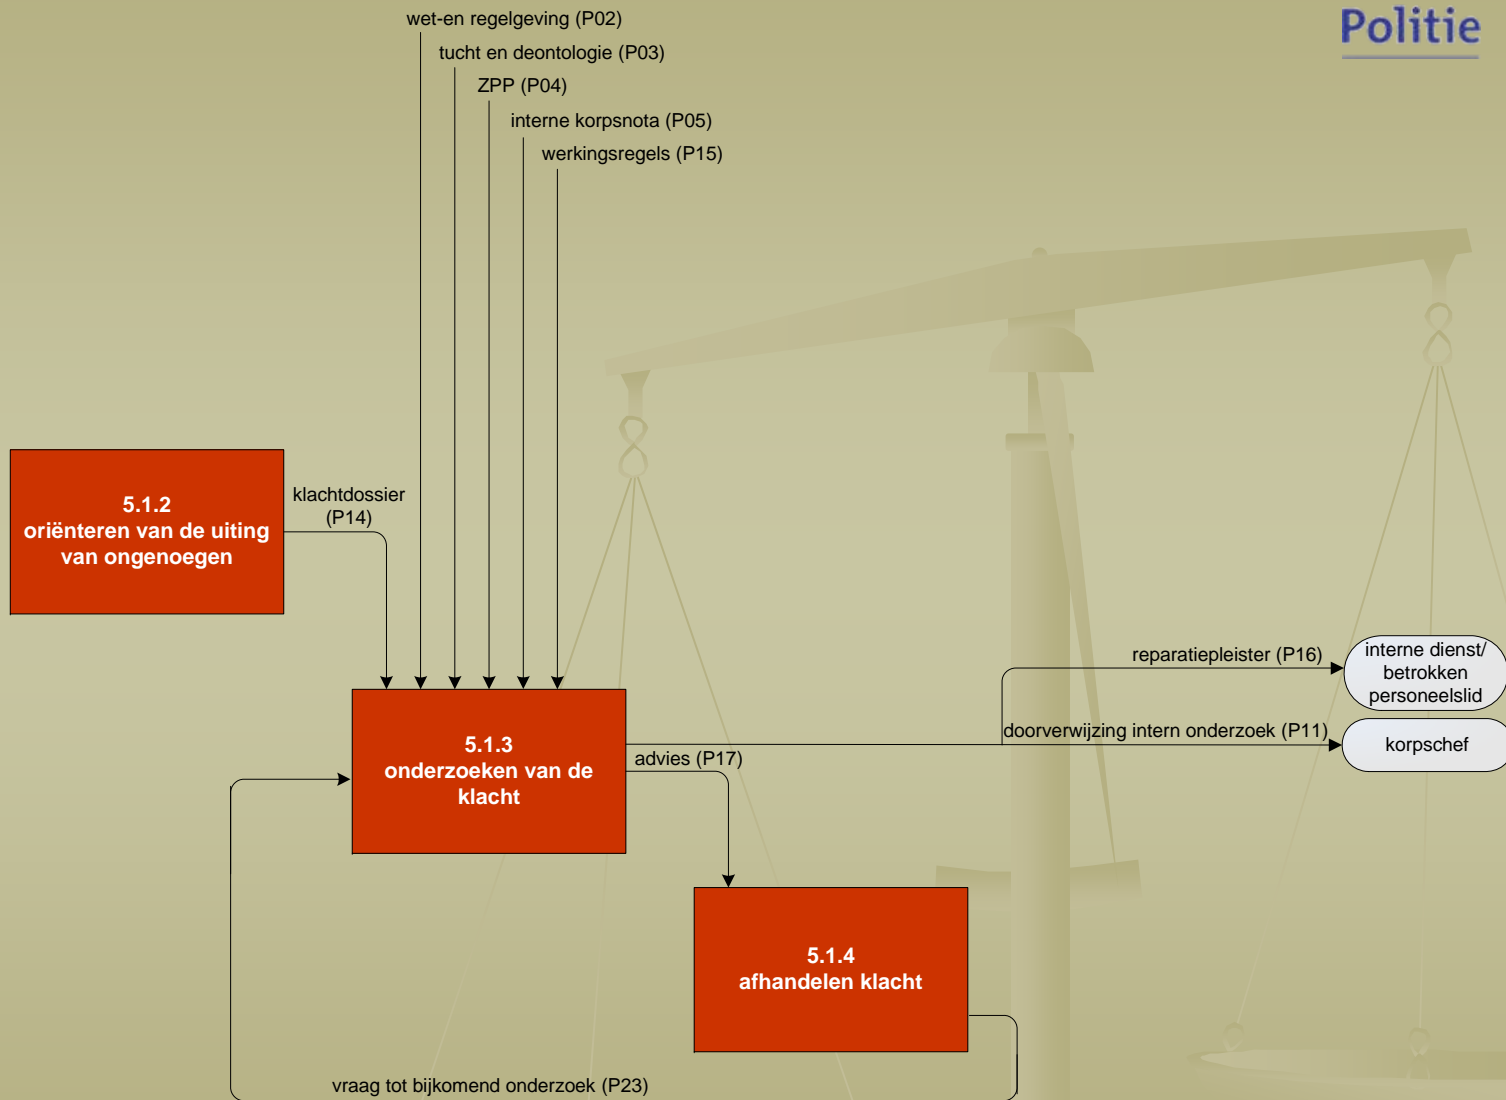 wet-en regelgeving (P02)
Politie
tucht en deontologie (P03)
ZPP (P04)
interne korpsnota (P05)
werkingsregels (P15)
5.1.2
oriënteren van de uiting
van ongenoegen
klachtdossier
(P14)
reparatiepleister (P16)
interne dienst/
betrokken
personeelslid
doorverwijzing intern onderzoek (P11)
korpschef
5.1.3
onderzoeken van de
klacht
advies (P17)
5.1.4
afhandelen klacht
vraag tot bijkomend onderzoek (P23)